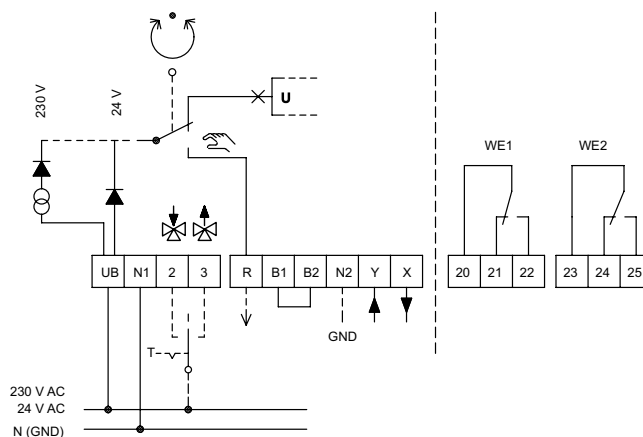 230 V
24 V
U
WE1
WE2
UB N1 2 3 R B1 B2 N2 Y X
20 21 22 23 24 25
GND
T
230 V AC
24 V AC
N (GND)